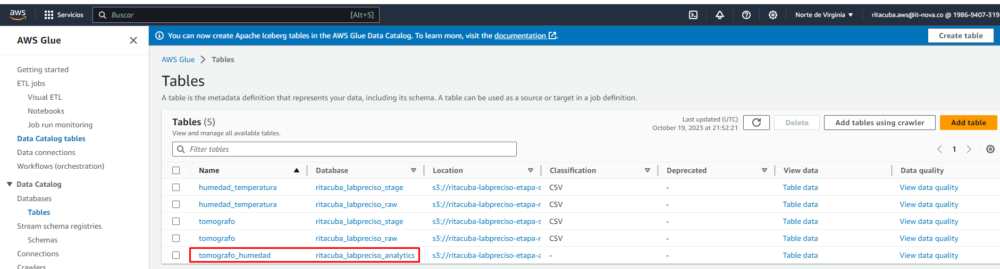 aws
Servicios
Buscar
[Alt+S]
Norte de Virginia
ritacuba.aws@it-nova.co @ 1986-9407-319
AWS Glue
Getting started
ETL jobs
Visual ETL
Notebooks
Job run monitoring
Data Catalog tables
Data connections
Workflows (orchestration)
Data Catalog
Databases
Tables
Stream schema registries
Schemas
Connections
Crawlers
You can now create Apache Iceberg tables in the AWS Glue Data Catalog. To learn more, visit the documentation.
Create table
AWS Glue > Tables
Tables
A table is the metadata definition that represents your data, including its schema. A table can be used as a source or target in a job definition.
Tables (5)
View and manage all available tables.
Last updated (UTC)
October 19, 2023 at 21:52:21
Delete
Add tables using crawler
Add table
Filter tables
1
Name Database Location Classification Deprecated View data Data quality
humedad_temperatura ritacuba_labpreciso_stage s3://ritacuba-labpreciso-etapa-s CSV - Table data View data quality
humedad_temperatura ritacuba_labpreciso_raw s3://ritacuba-labpreciso-etapa-r CSV - Table data View data quality
tomografo ritacuba_labpreciso_stage s3://ritacuba-labpreciso-etapa-s CSV - Table data View data quality
tomografo ritacuba_labpreciso_raw s3://ritacuba-labpreciso-etapa-r CSV - Table data View data quality
tomografo_humedad ritacuba_labpreciso_analytics s3://ritacuba-labpreciso-etapa-a - - Table data View data quality